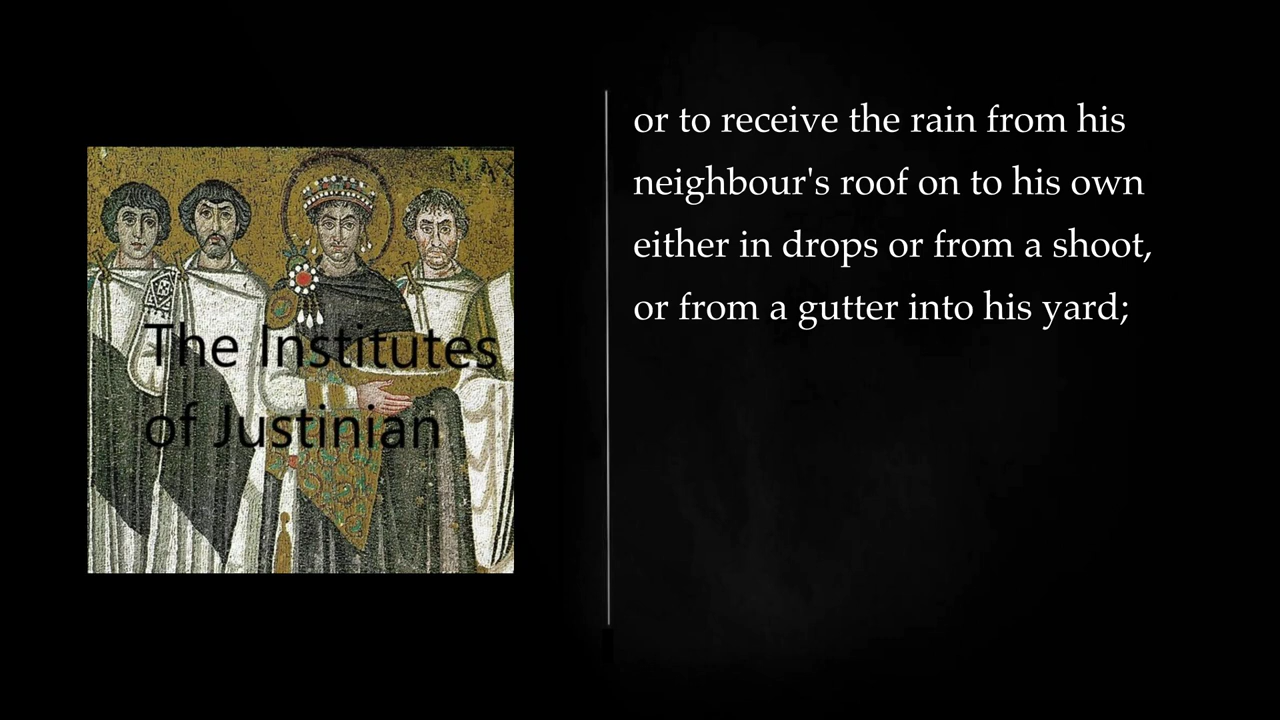 The Institutes
of Justinian
or to receive the rain from his
neighbour's roof on to his own
either in drops or from a shoot,
or from a gutter into his yard;